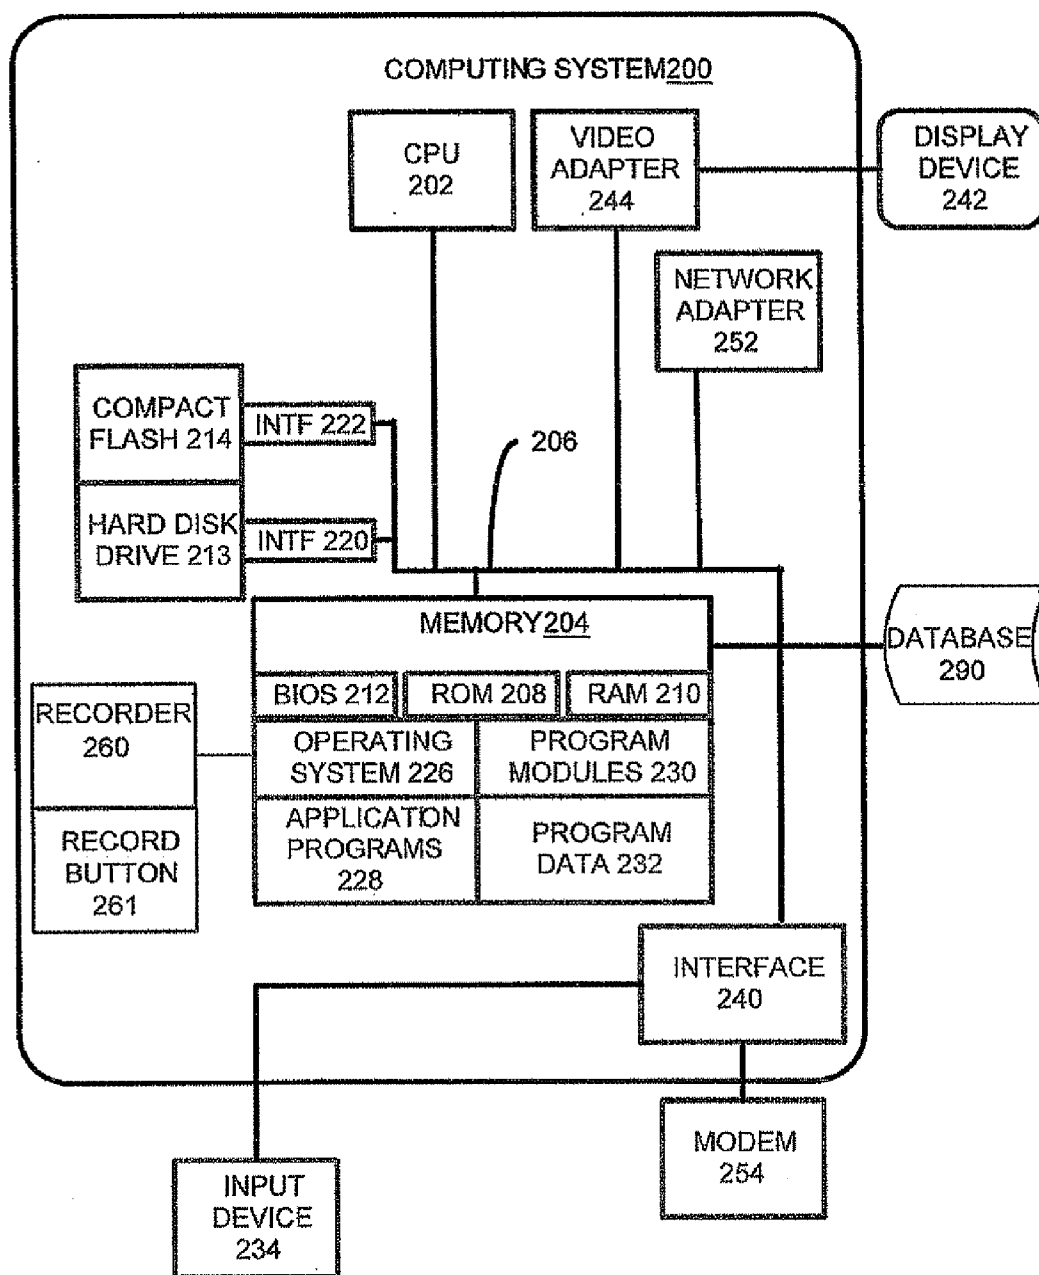 COMPUTING SYSTEM200
CPU
202
VIDEO
ADAPTER
244
DISPLAY
DEVICE
242
NETWORK
ADAPTER
252
COMPACT
FLASH 214
INTF 222
206
HARD DISK
DRIVE 213
INTF 220
MEMORY204
DATABASE
290
BIOS 212
ROM 208
RAM 210
RECORDER
260
OPERATING
SYSTEM 226
PROGRAM
MODULES 230
RECORD
BUTTON
261
APPLICATION
PROGRAMS
228
PROGRAM
DATA 232
INTERFACE
240
MODEM
254
INPUT
DEVICE
234